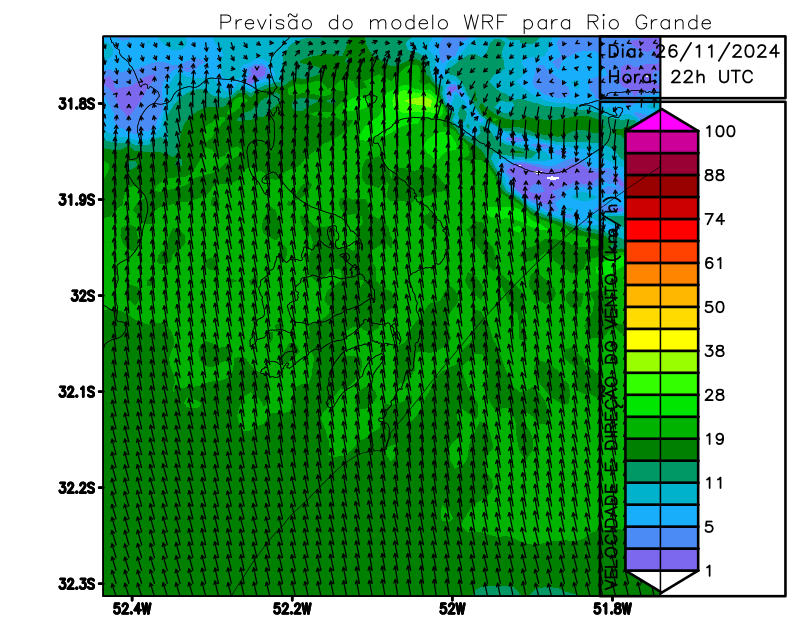 Previsão do modelo WRF para Rio Grande
Dia: 26/11/2024
Hora: 22h UTC
31.8S
31.9S
32S
32.1S
32.2S
32.3S
52.4W
52.2W
52W
51.8W
VELOCIDADE E DIREÇÃO DO VENTO (km/h)
100
88
74
61
50
38
28
19
11
5
1